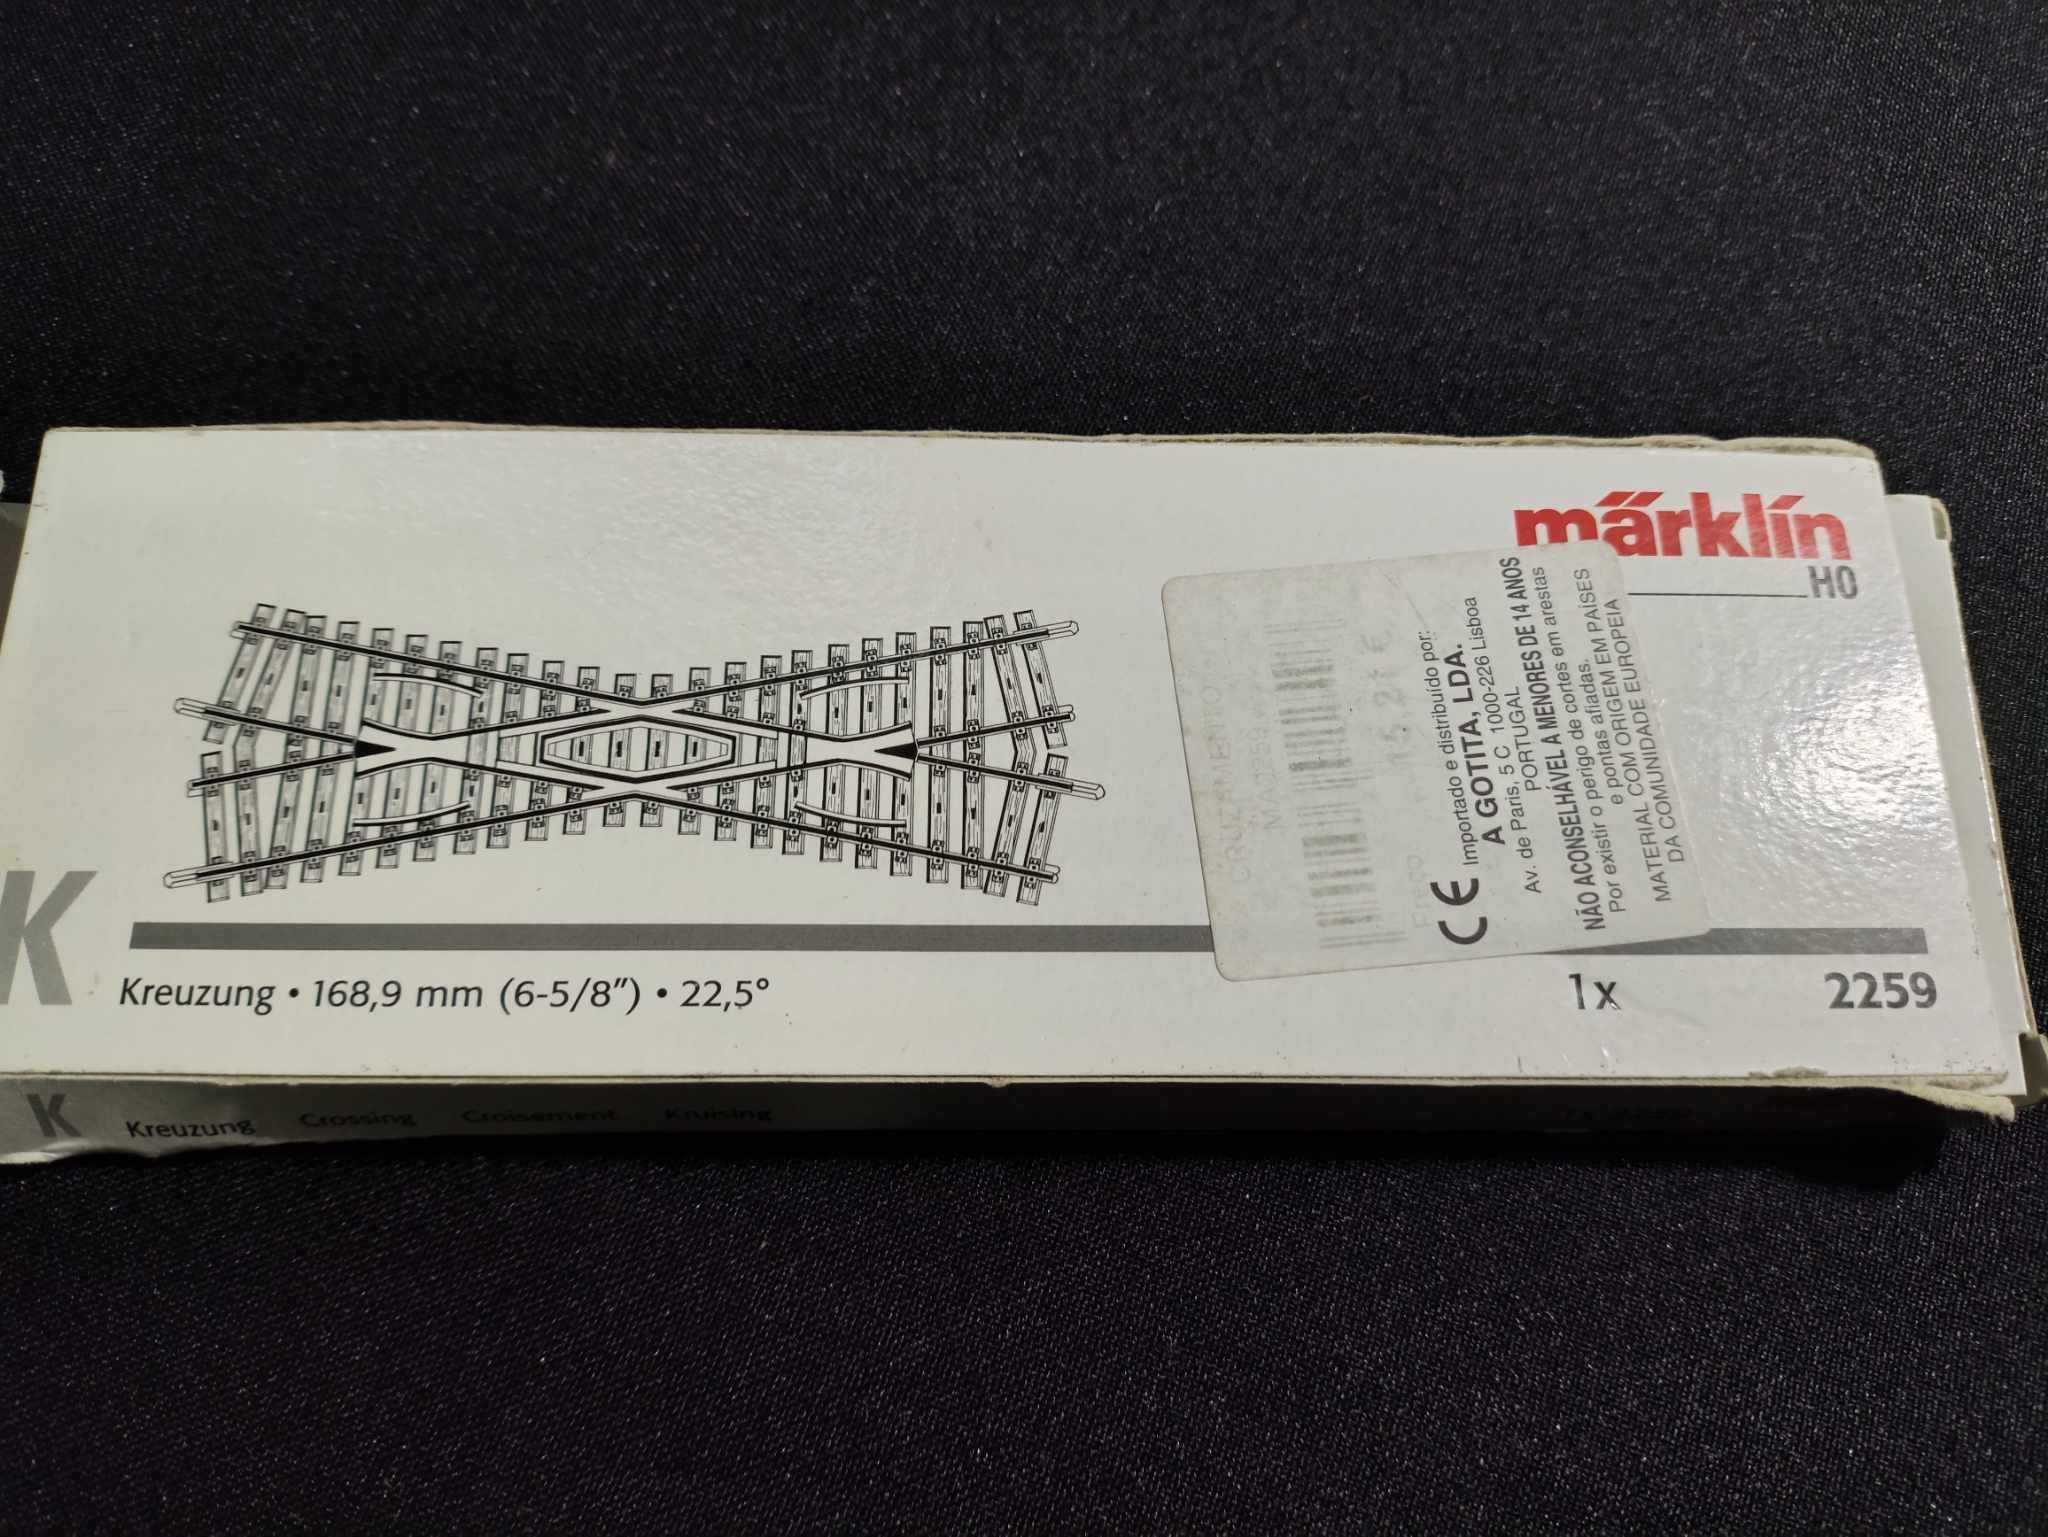 märklin
H0
CE
Importado e distribuído por:
A GOTITA, LDA.
Av. de Paris, 5 C 1000-226 Lisboa
PORTUGAL
NÃO ACONSELHÁVEL A MENORES DE 14 ANOS
Por existir o perigo de cortes em arestas
e pontas afiadas.
MATERIAL COM ORIGEM EM PAÍSES
DA COMUNIDADE EUROPEIA
K
Kreuzung • 168,9 mm (6-5/8") • 22,5°
1x
2259
K Kreuzung Crossing Croisement Kruising